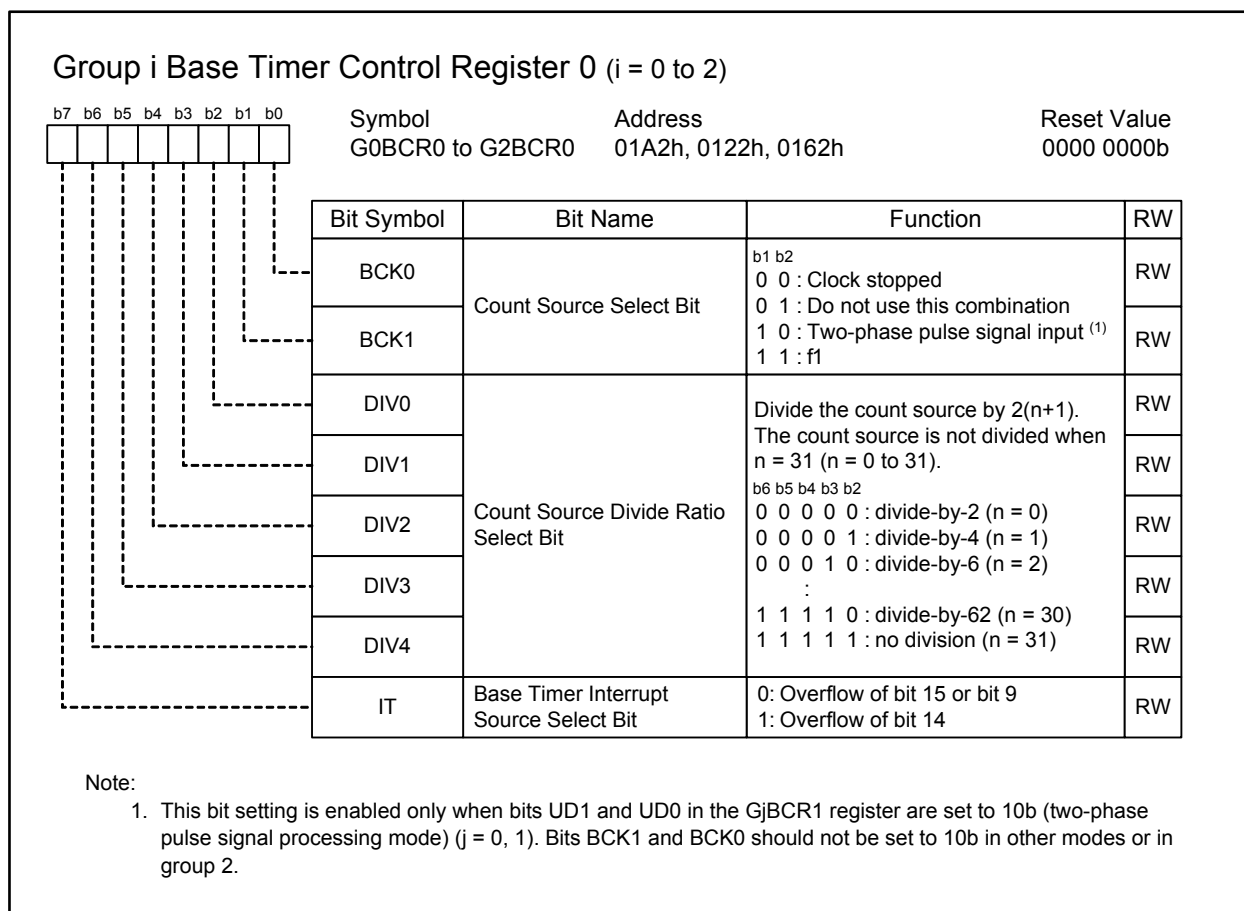 Group i Base Timer Control Register 0 (i = 0 to 2)
b7 b6 b5 b4 b3 b2 b1 b0
Symbol Address Reset Value
G0BCR0 to G2BCR0 01A2h, 0122h, 0162h 0000 0000b
Bit Symbol Bit Name Function RW
BCK0 RW
BCK1 RW
Count Source Select Bit
b1 b2
0 0 : Clock stopped
0 1 : Do not use this combination
1 0 : Two-phase pulse signal input (1)
1 1 : f1
DIV0 RW
DIV1 RW
DIV2 RW
DIV3 RW
DIV4 RW
Count Source Divide Ratio
Select Bit
Divide the count source by 2(n+1).
The count source is not divided when
n = 31 (n = 0 to 31).
b6 b5 b4 b3 b2
0 0 0 0 0 : divide-by-2 (n = 0)
0 0 0 0 1 : divide-by-4 (n = 1)
0 0 0 1 0 : divide-by-6 (n = 2)
:
1 1 1 1 0 : divide-by-62 (n = 30)
1 1 1 1 1 : no division (n = 31)
IT RW
Base Timer Interrupt
Source Select Bit
0: Overflow of bit 15 or bit 9
1: Overflow of bit 14
Note:
1. This bit setting is enabled only when bits UD1 and UD0 in the GjBCR1 register are set to 10b (two-phase
pulse signal processing mode) (j = 0, 1). Bits BCK1 and BCK0 should not be set to 10b in other modes or in
group 2.